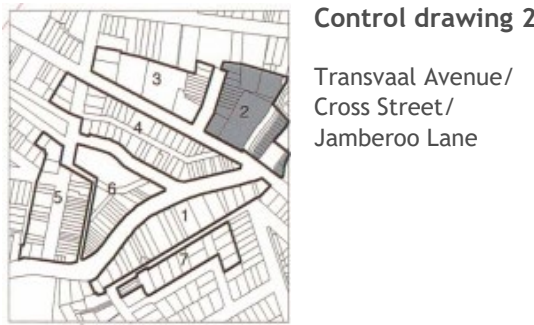 Control drawing 2
Transvaal Avenue/
Cross Street/
Jamberoo Lane
3
2
4
5
6
1
7